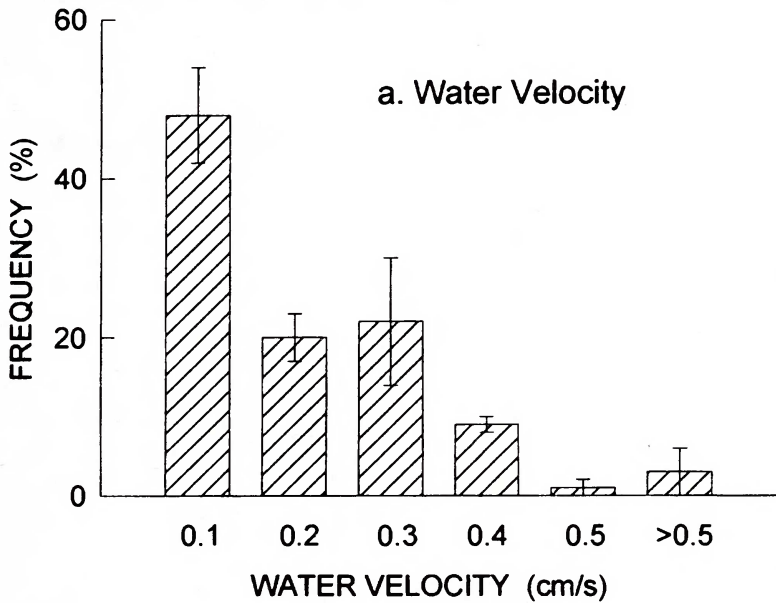 a. Water Velocity
FREQUENCY (%)
60
40
20
0
0.1 0.2 0.3 0.4 0.5 >0.5
WATER VELOCITY (cm/s)